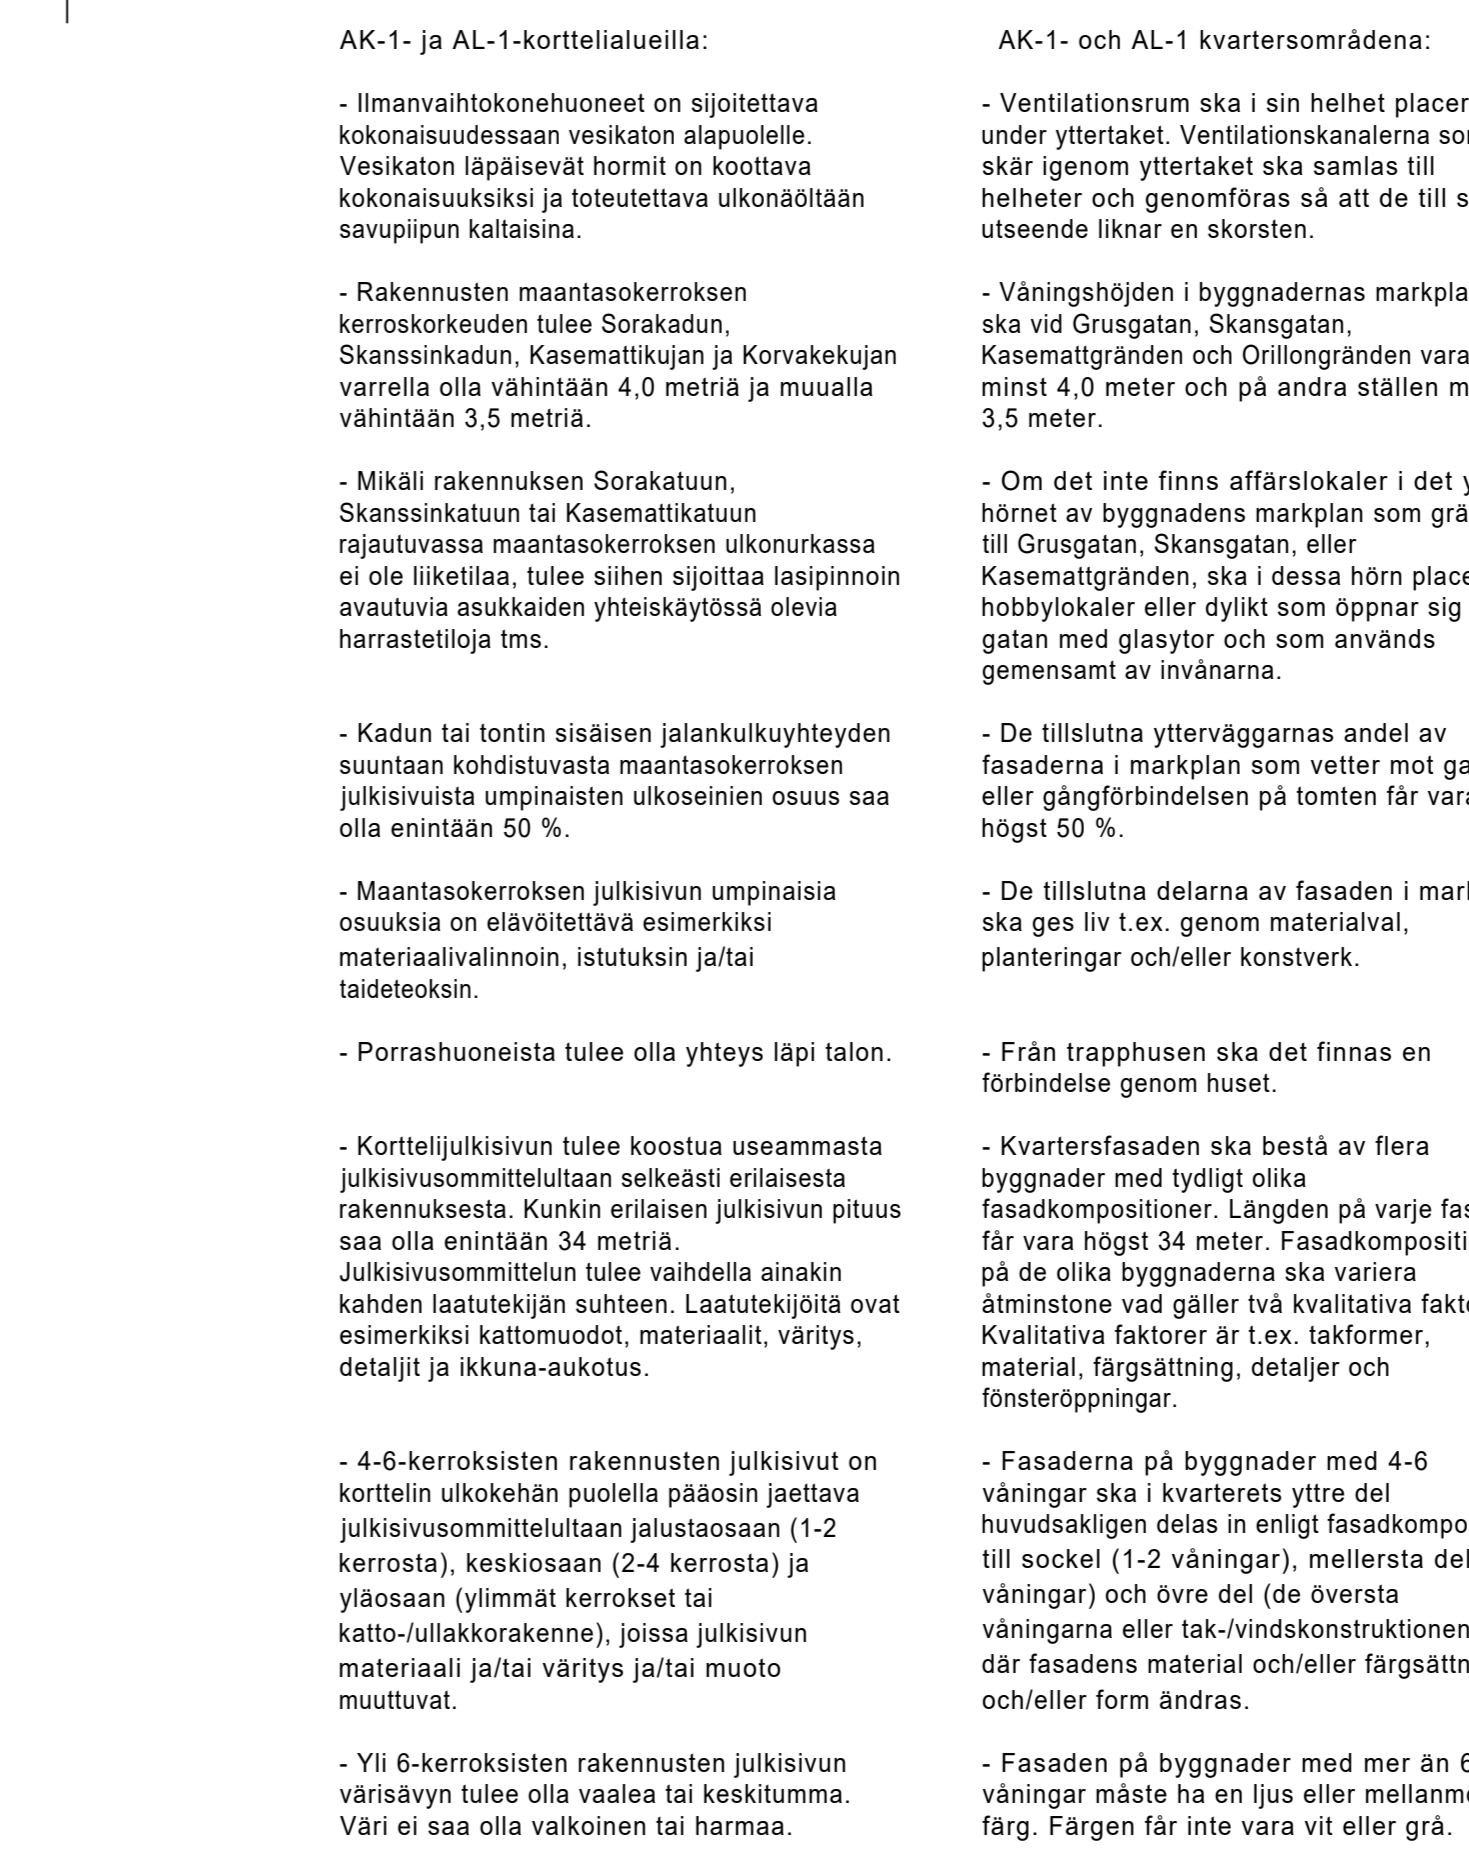 AK-1- ja AL-1-korttelialueilla:
- Ilmanvaihtokonehuoneet on sijoitettava
kokonaisuudessaan vesikaton alapuolelle.
Vesikaton läpäisevät hormit on koottava
kokonaisuuksiksi ja toteutettava ulkonäöltään
savupiipun kaltaisina.
- Rakennusten maantasokerroksen
kerroskorkeuden tulee Sorakadun,
Skanssinkadun, Kasemattikujan ja Korvakekujan
varrella olla vähintään 4,0 metriä ja muualla
vähintään 3,5 metriä.
- Mikäli rakennuksen Sorakatuun,
Skanssinkatuun tai Kasemattikatuun
rajautuvassa maantasokerroksen ulkonurkassa
ei ole liiketilaa, tulee siihen sijoittaa lasipinnoin
avautuvia asukkaiden yhteiskäytössä olevia
harrastetiloja tms.
- Kadun tai tontin sisäisen jalankulkuyhteyden
suuntaan kohdistuvasta maantasokerroksen
julkisivuista umpinaisten ulkoseinien osuus saa
olla enintään 50 %.
- Maantasokerroksen julkisivun umpinaisia
osuuksia on elävöitettävä esimerkiksi
materiaalivalinnoin, istutuksin ja/tai
taideteoksin.
- Porrashuoneista tulee olla yhteys läpi talon.
- Korttelijulkisivun tulee koostua useammasta
julkisivusommittelultaan selkeästi erilaisesta
rakennuksesta. Kunkin erilaisen julkisivun pituus
saa olla enintään 34 metriä.
Julkisivusommittelun tulee vaihdella ainakin
kahden laatutekijän suhteen. Laatutekijöitä ovat
esimerkiksi kattomuodot, materiaalit, väritys,
detaljit ja ikkuna-aukotus.
- 4-6-kerroksisten rakennusten julkisivut on
korttelin ulkokehän puolella pääosin jaettava
julkisivusommittelultaan jalustaosaan (1-2
kerrosta), keskiosaan (2-4 kerrosta) ja
yläosaan (ylimmät kerrokset tai
katto-/ullakkorakenne), joissa julkisivun
materiaali ja/tai väritys ja/tai muoto
muuttuvat.
- Yli 6-kerroksisten rakennusten julkisivun
värisävyn tulee olla vaalea tai keskitumma.
Väri ei saa olla valkoinen tai harmaa.
AK-1- och AL-1 kvartersområdena:
- Ventilationsrum ska i sin helhet placer
under yttertaket. Ventilationskanalerna so
skär igenom yttertaket ska samlas till
helheter och genomföras så att de till s
utseende liknar en skorsten.
- Våningshöjden i byggnadernas markpla
ska vid Grusgatan, Skansgatan,
Kasemattgränden och Orillongränden vara
minst 4,0 meter och på andra ställen m
3,5 meter.
- Om det inte finns affärslokaler i det y
hörnet av byggnadens markplan som grä
till Grusgatan, Skansgatan, eller
Kasemattgränden, ska i dessa hörn place
hobbylokaler eller dylikt som öppnar sig
gatan med glasytor och som används
gemensamt av invånarna.
- De tillslutna ytterväggarnas andel av
fasaderna i markplan som vetter mot ga
eller gångförbindelsen på tomten får vara
högst 50 %.
- De tillslutna delarna av fasaden i mark
ska ges liv t.ex. genom materialval,
planteringar och/eller konstverk.
- Från trapphusen ska det finnas en
förbindelse genom huset.
- Kvartersfasaden ska bestå av flera
byggnader med tydligt olika
fasadkompositioner. Längden på varje fas
får vara högst 34 meter. Fasadkompositi
på de olika byggnaderna ska variera
åtminstone vad gäller två kvalitativa fakto
Kvalitativa faktorer är t.ex. takformer,
material, färgsättning, detaljer och
fönsteröppningar.
- Fasaderna på byggnader med 4-6
våningar ska i kvarterets yttre del
huvudsakligen delas in enligt fasadkompo
till sockel (1-2 våningar), mellersta del
våningar) och övre del (de översta
våningarna eller tak-/vindskonstruktionen
där fasadens material och/eller färgsättn
och/eller form ändras.
- Fasaden på byggnader med mer än 6
våningar måste ha en ljus eller mellanm
färg. Färgen får inte vara vit eller grå.